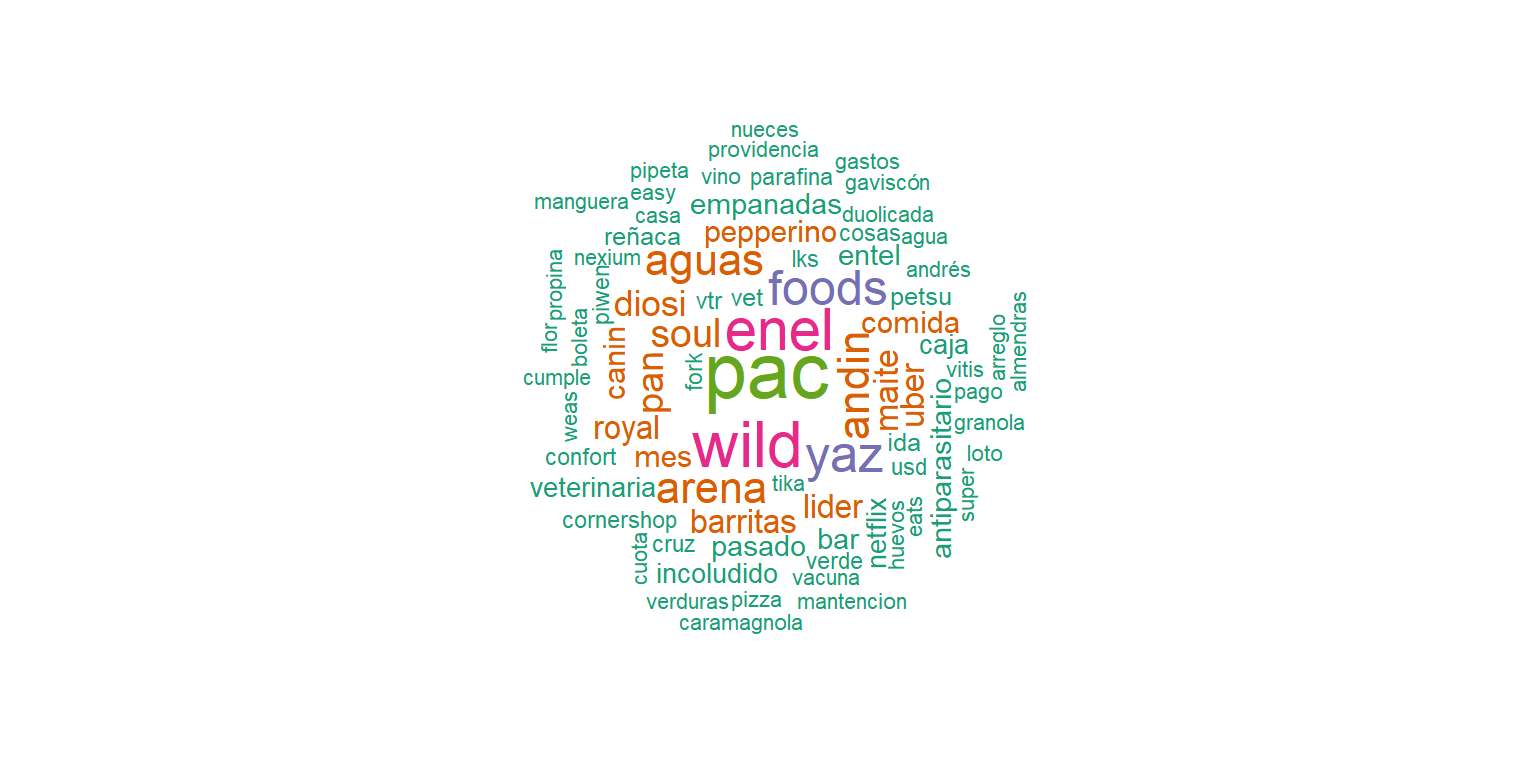 nueces
providencia
gastos
pipeta
vino
parafina
gaviscón
easy
manguera
empanadas
casa
duolicada
pepperino
cosas
agua
reñaca
nexium
aguas
lks
entel
andrés
propina
piwen
foods
petsu
diosi
vtr
vet
flor
boleta
soul
enel
comida
caja
almendras
arreglo
canin
pan
fork
pac
andin
maite
uber
vitis
cumple
pago
weas
royal
wild
yaz
ida
antiparasitario
granola
confort
mes
usd
loto
veterinaria
arena
tika
lider
super
cornershop
barritas
netflix
huevos
eats
cuota
cruz
pasado
bar
verde
incoludido
vacuna
verduras
pizza
mantencion
caramagnola